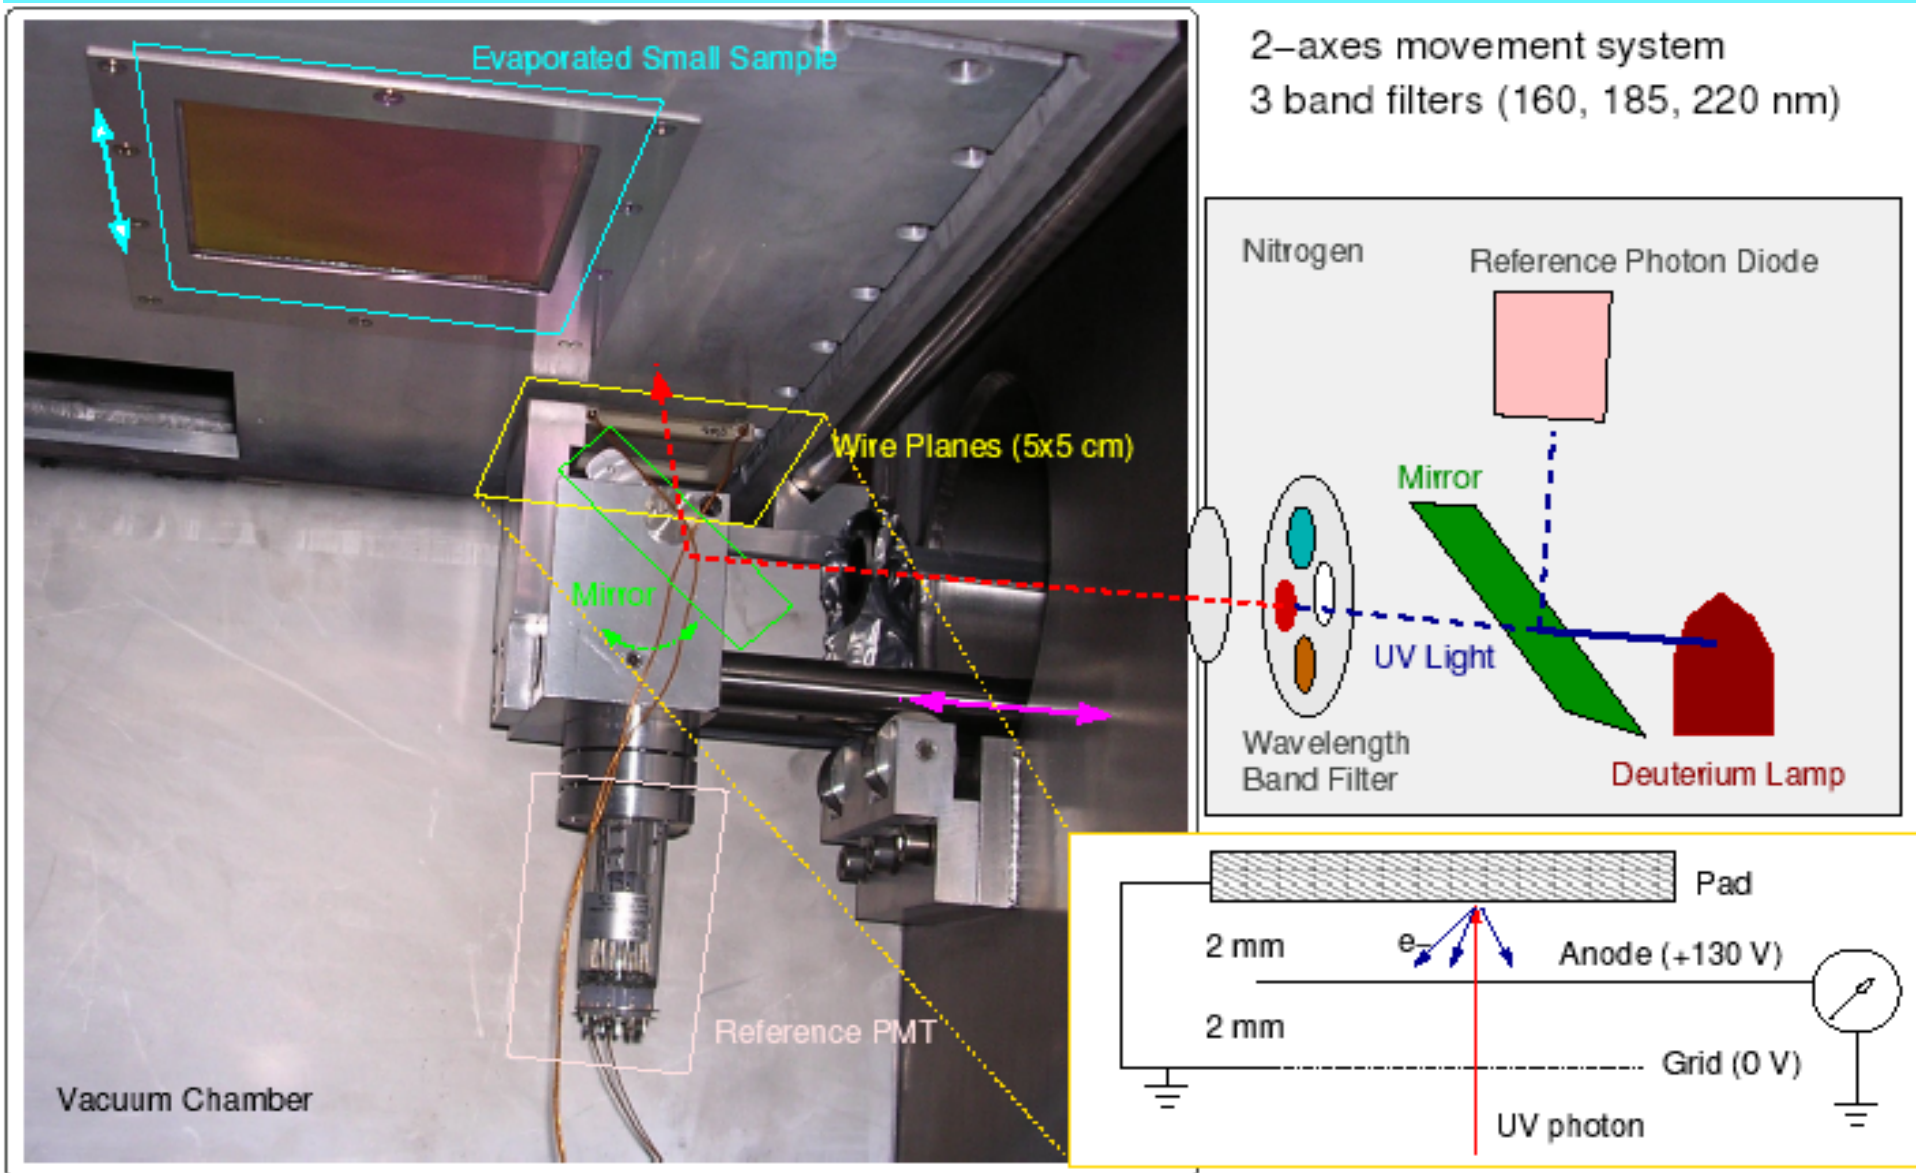 2–axes movement system
3 band filters (160, 185, 220 nm)
Evaporated Small Sample
Wire Planes (5x5 cm)
Mirror
Reference PMT
Vacuum Chamber
Nitrogen
Reference Photon Diode
Mirror
UV Light
Wavelength
Band Filter
Deuterium Lamp
Pad
2 mm
e–
Anode (+130 V)
2 mm
Grid (0 V)
UV photon